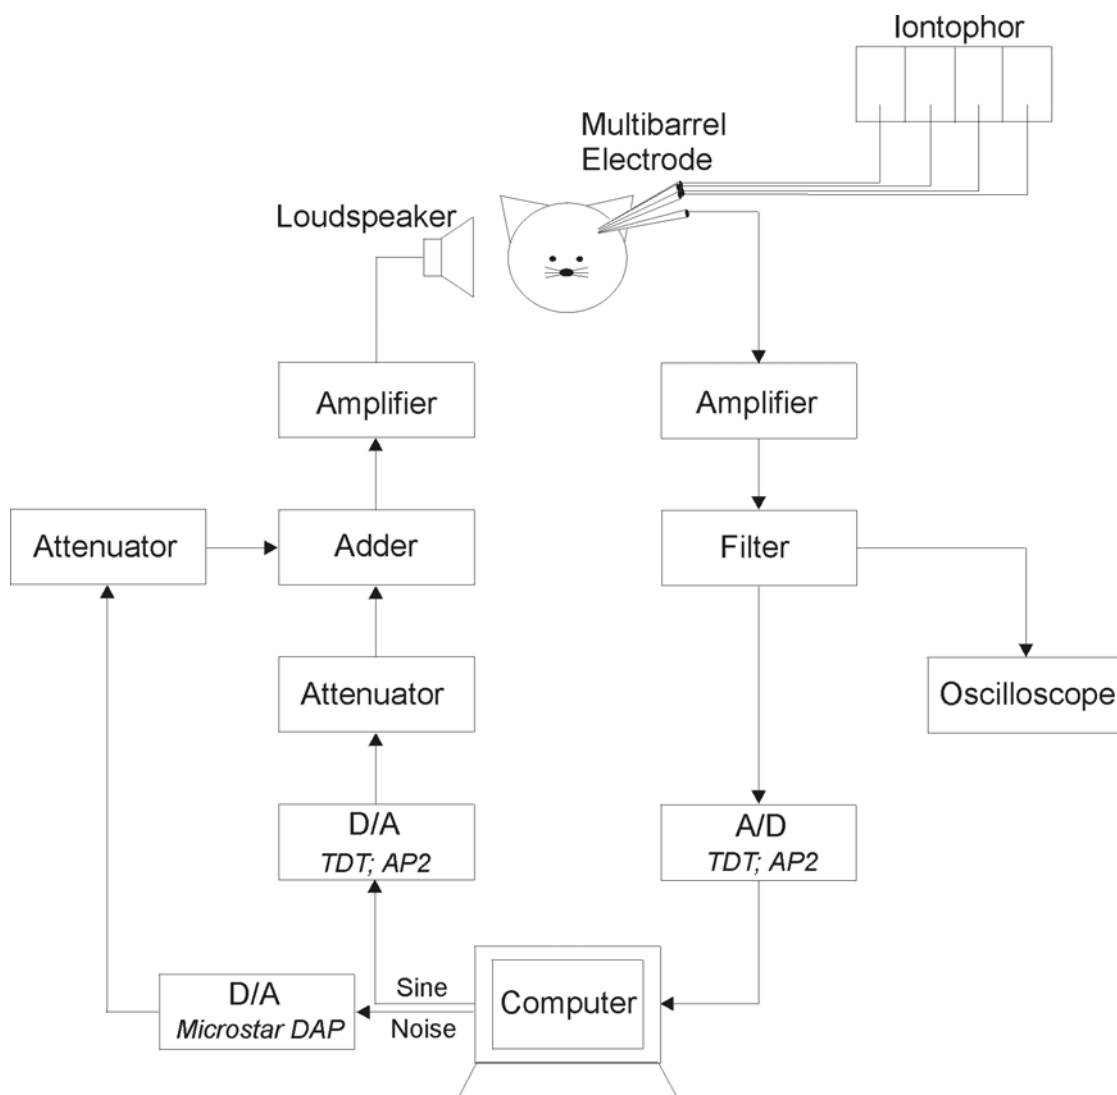 Iontophor
Multibarrel
Electrode
Loudspeaker
Amplifier
Amplifier
Attenuator
Adder
Filter
Attenuator
Oscilloscope
D/A
TDT; AP2
A/D
TDT; AP2
D/A
Microstar DAP
Sine
Noise
Computer